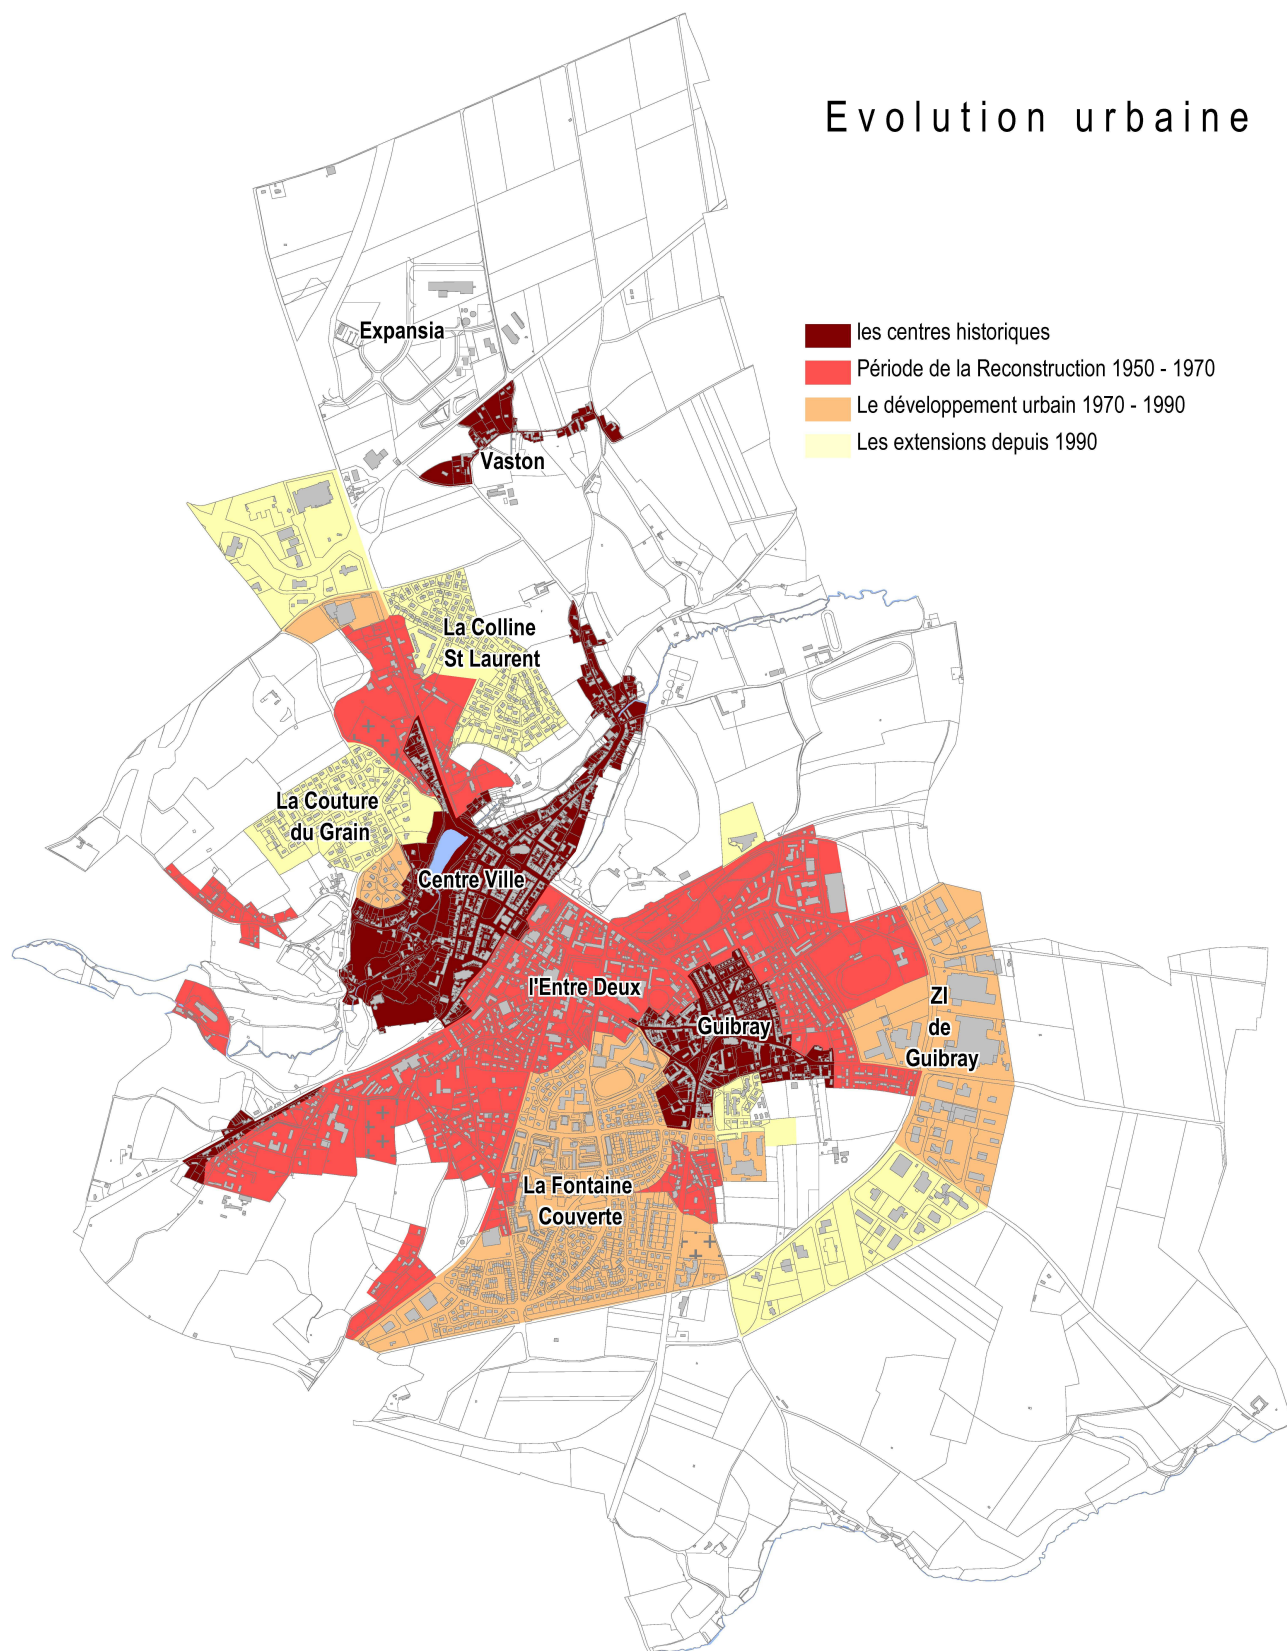 Evolution urbaine
les centres historiques
Période de la Reconstruction 1950 - 1970
Le développement urbain 1970 - 1990
Les extensions depuis 1990
Expansia
Vaston
La Colline
St Laurent
La Couture
du Grain
Centre Ville
l'Entre Deux
Guibray
ZI
de
Guibray
La Fontaine
Couverte